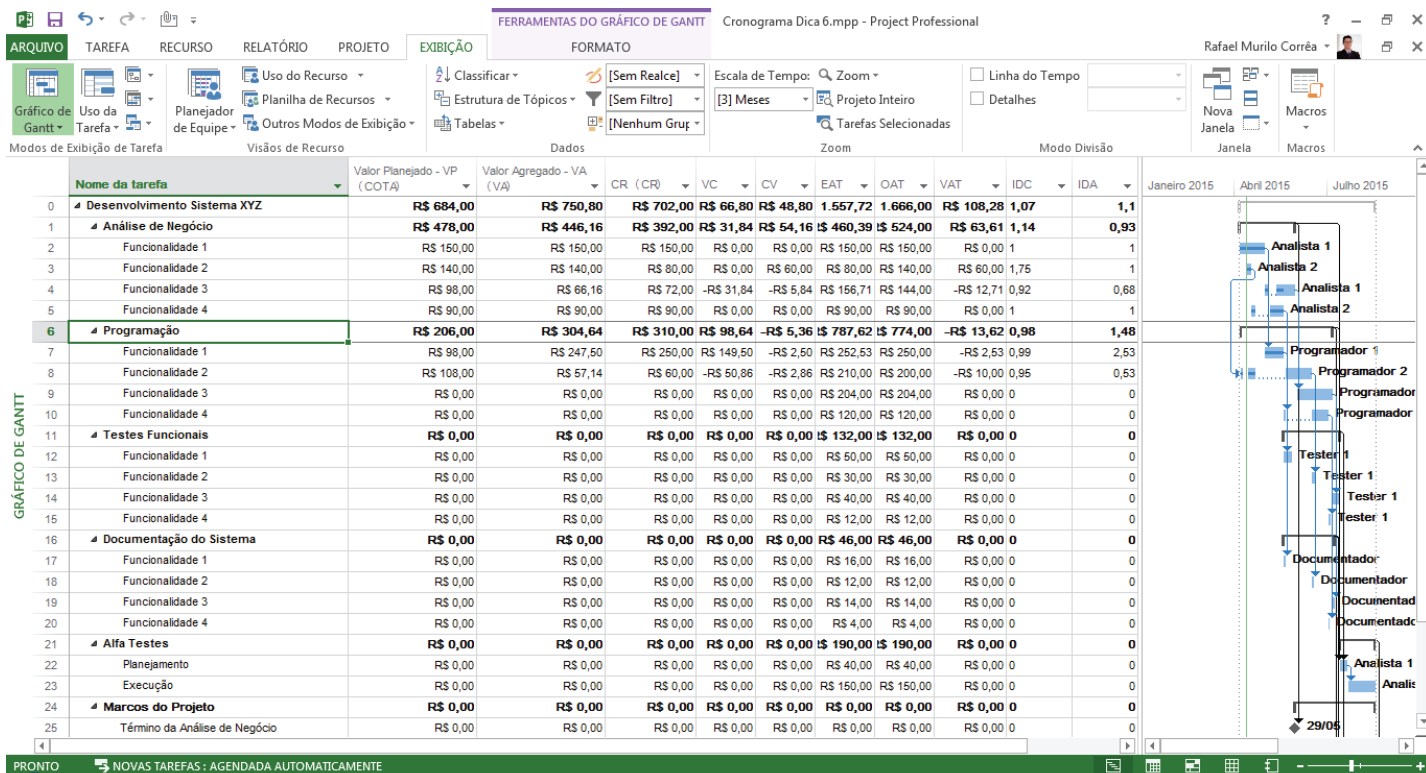 FERRAMENTAS DO GRÁFICO DE GANTT Cronograma Dica 6.mpp - Project Professional
ARQUIVO TAREFA RECURSO RELATÓRIO PROJETO EXIBIÇÃO FORMATO Rafael Murilo Corrêa
Gráfico de Gantt Uso da Tarefa
Modos de Exibição de Tarefa
Planejador de Equipe
Uso do Recurso
Planilha de Recursos
Outros Modos de Exibição
Visões de Recurso
Classificar
Estrutura de Tópicos
Tabelas
[Sem Realce]
[Sem Filtro]
[Nenhum Grup
Dados
Escala de Tempo:
[3] Meses
Zoom
Projeto Inteiro
Tarefas Selecionadas
Zoom
Linha do Tempo
Detalhes
Modo Divisão
Nova Janela
Janela
Macros
Macros
Nome da tarefa Valor Planejado - VP (COTA) Valor Agregado - VA (VA) CR (CR) VC CV EAT OAT VAT IDC IDA Janeiro 2015 Abril 2015 Julho 2015
0 Desenvolvimento Sistema XYZ R$ 684,00 R$ 750,80 R$ 702,00 R$ 66,80 R$ 48,80 1.557,72 1.666,00 R$ 108,28 1,07 1,1
1 Análise de Negócio R$ 478,00 R$ 446,16 R$ 392,00 R$ 31,84 R$ 54,16 $ 460,39 $ 524,00 R$ 63,61 1,14 0,93
2 Funcionalidade 1 R$ 150,00 R$ 150,00 R$ 150,00 R$ 0,00 R$ 0,00 R$ 150,00 R$ 150,00 R$ 0,00 1 1 Analista 1
3 Funcionalidade 2 R$ 140,00 R$ 140,00 R$ 80,00 R$ 0,00 R$ 60,00 R$ 80,00 R$ 140,00 R$ 60,00 1,75 1 Analista 2
4 Funcionalidade 3 R$ 98,00 R$ 66,16 R$ 72,00 -R$ 31,84 -R$ 5,84 R$ 156,71 R$ 144,00 -R$ 12,71 0,92 0,68 Analista 1
5 Funcionalidade 4 R$ 90,00 R$ 90,00 R$ 90,00 R$ 0,00 R$ 0,00 R$ 90,00 R$ 90,00 R$ 0,00 1 1 Analista 2
6 Programação R$ 206,00 R$ 304,64 R$ 310,00 R$ 98,64 -R$ 5,36 $ 787,62 $ 774,00 -R$ 13,62 0,98 1,48
7 Funcionalidade 1 R$ 98,00 R$ 247,50 R$ 250,00 R$ 149,50 -R$ 2,50 R$ 252,53 R$ 250,00 -R$ 2,53 0,99 2,53 Programador 1
8 Funcionalidade 2 R$ 108,00 R$ 57,14 R$ 60,00 -R$ 50,86 -R$ 2,86 R$ 210,00 R$ 200,00 -R$ 10,00 0,95 0,53 Programador 2
9 Funcionalidade 3 R$ 0,00 R$ 0,00 R$ 0,00 R$ 0,00 R$ 0,00 R$ 204,00 R$ 204,00 R$ 0,00 0 0 Programador
10 Funcionalidade 4 R$ 0,00 R$ 0,00 R$ 0,00 R$ 0,00 R$ 0,00 R$ 120,00 R$ 120,00 R$ 0,00 0 0 Programador
11 Testes Funcionais R$ 0,00 R$ 0,00 R$ 0,00 R$ 0,00 R$ 0,00 $ 132,00 $ 132,00 R$ 0,00 0 0
12 Funcionalidade 1 R$ 0,00 R$ 0,00 R$ 0,00 R$ 0,00 R$ 0,00 R$ 50,00 R$ 50,00 R$ 0,00 0 0 Tester 1
13 Funcionalidade 2 R$ 0,00 R$ 0,00 R$ 0,00 R$ 0,00 R$ 0,00 R$ 30,00 R$ 30,00 R$ 0,00 0 0 Tester 1
14 Funcionalidade 3 R$ 0,00 R$ 0,00 R$ 0,00 R$ 0,00 R$ 0,00 R$ 40,00 R$ 40,00 R$ 0,00 0 0 Tester 1
15 Funcionalidade 4 R$ 0,00 R$ 0,00 R$ 0,00 R$ 0,00 R$ 0,00 R$ 12,00 R$ 12,00 R$ 0,00 0 0 Tester 1
16 Documentação do Sistema R$ 0,00 R$ 0,00 R$ 0,00 R$ 0,00 R$ 0,00 R$ 46,00 R$ 46,00 R$ 0,00 0 0
17 Funcionalidade 1 R$ 0,00 R$ 0,00 R$ 0,00 R$ 0,00 R$ 0,00 R$ 16,00 R$ 16,00 R$ 0,00 0 0 Documentador
18 Funcionalidade 2 R$ 0,00 R$ 0,00 R$ 0,00 R$ 0,00 R$ 0,00 R$ 12,00 R$ 12,00 R$ 0,00 0 0 Documentador
19 Funcionalidade 3 R$ 0,00 R$ 0,00 R$ 0,00 R$ 0,00 R$ 0,00 R$ 14,00 R$ 14,00 R$ 0,00 0 0 Documentad
20 Funcionalidade 4 R$ 0,00 R$ 0,00 R$ 0,00 R$ 0,00 R$ 0,00 R$ 4,00 R$ 4,00 R$ 0,00 0 0 Documentado
21 Alfa Testes R$ 0,00 R$ 0,00 R$ 0,00 R$ 0,00 R$ 0,00 $ 190,00 $ 190,00 R$ 0,00 0 0
22 Planejamento R$ 0,00 R$ 0,00 R$ 0,00 R$ 0,00 R$ 0,00 R$ 40,00 R$ 40,00 R$ 0,00 0 0 Analista 1
23 Execução R$ 0,00 R$ 0,00 R$ 0,00 R$ 0,00 R$ 0,00 R$ 150,00 R$ 150,00 R$ 0,00 0 0 Analis
24 Marcos do Projeto R$ 0,00 R$ 0,00 R$ 0,00 R$ 0,00 R$ 0,00 R$ 0,00 R$ 0,00 R$ 0,00 0 0
25 Término da Análise de Negócio R$ 0,00 R$ 0,00 R$ 0,00 R$ 0,00 R$ 0,00 R$ 0,00 R$ 0,00 R$ 0,00 0 0 29/05
GRÁFICO DE GANTT
PRONTO NOVAS TAREFAS : AGENDADA AUTOMATICAMENTE